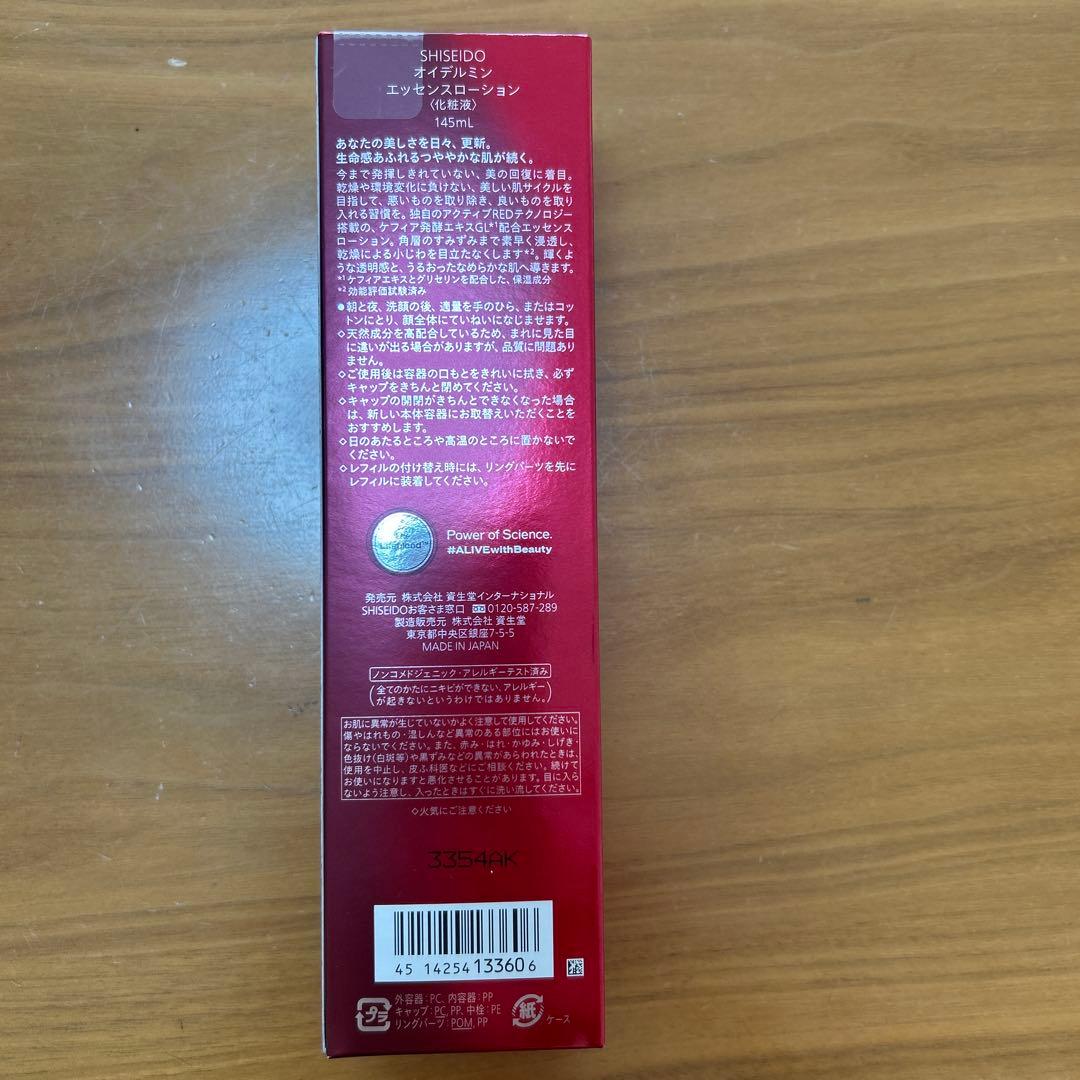 SHISEIDO
オイデルミン
エッセンスローション
〈化粧液〉
145mL
あなたの美しさを日々、更新。
生命感あふれるつややかな肌が続く。
今まで発揮しきれていない、美の回復に着目。
乾燥や環境変化に負けない、美しい肌サイクルを
目指して、悪いものを取り除き、良いものを取り
入れる習慣を。独自のアクティブREDテクノロジー
搭載の、ケフィア発酵エキスGL*1配合エッセンス
ローション。角層のすみずみまで素早く浸透し、
乾燥による小じわを目立たなくします*2。輝くよ
うな透明感と、うるおったなめらかな肌へ導きます。
*1 ケフィアエキスとグリセリンを配合した、保湿成分
*2 効能評価試験済み
●朝と夜、洗顔の後、適量を手のひら、またはコッ
トンにとり、顔全体にていねいになじませます。
◇天然成分を高配合しているため、まれに見た目
に違いが出る場合がありますが、品質に問題あり
ません。
◇ご使用後は容器の口もとをきれいに拭き、必ず
キャップをきちんと閉めてください。
◇キャップの開閉がきちんとできなくなった場合
は、新しい本体容器にお取替えいただくことを
おすすめします。
◇日のあたるところや高温のところに置かないで
ください。
◇レフィルの付け替え時には、リングパーツを先に
レフィルに装着してください。
Power of Science.
#ALIVEwithBeauty
発売元 株式会社 資生堂インターナショナル
SHISEIDOお客さま窓口 0120-587-289
製造販売元 株式会社 資生堂
東京都中央区銀座7-5-5
MADE IN JAPAN
ノンコメドジェニック・アレルギーテスト済み
(全てのかたにニキビができない、アレルギー
が起きないというわけではありません。)
お肌に異常が生じていないかよく注意して使用してください。
傷やはれもの・湿しんなど異常のある部位にはお使いに
ならないでください。また、赤み・はれ・かゆみ・しげき・
色抜け(白斑等)や黒ずみなどの異常があらわれたときは、
使用を中止し、皮ふ科医などにご相談ください。続けて
お使いになりますと悪化させることがあります。目に入ら
ないよう注意し、入ったときはすぐに洗い流してください。
◇火気にご注意ください
3354AK
45 14254 13360 6
プラ
外容器:PC、内容器:PP
キャップ:PC, PP、中栓:PE
リングパーツ:POM, PP
紙
ケース